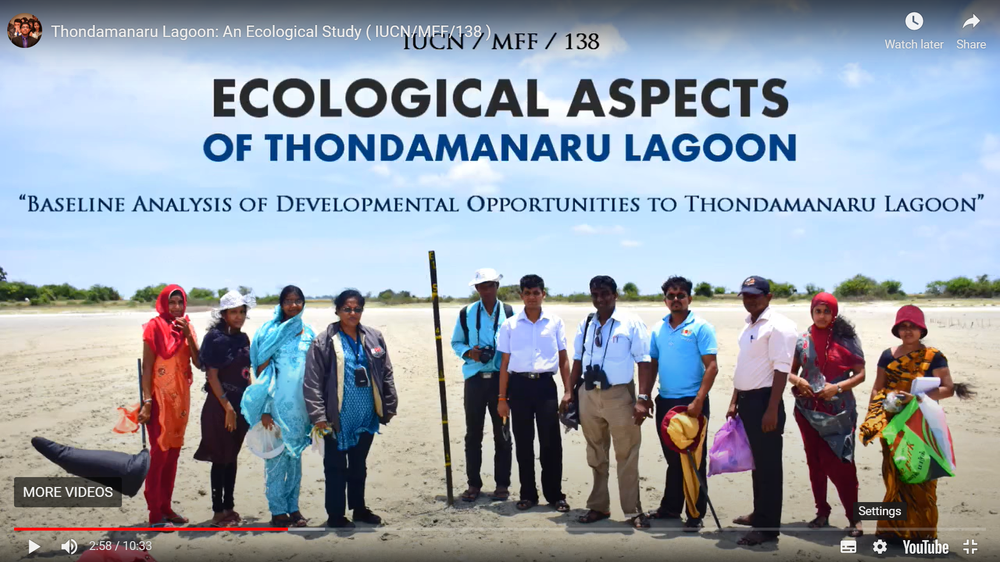 Thondamanaru Lagoon: An Ecological Study ( IUCN/MFF/138 )
Watch later
Share
IUCN / MFF / 138
ECOLOGICAL ASPECTS
OF THONDAMANARU LAGOON
“BASELINE ANALYSIS OF DEVELOPMENTAL OPPORTUNITIES TO THONDAMANARU LAGOON”
MORE VIDEOS
Settings
2:58 / 10:33
YouTube